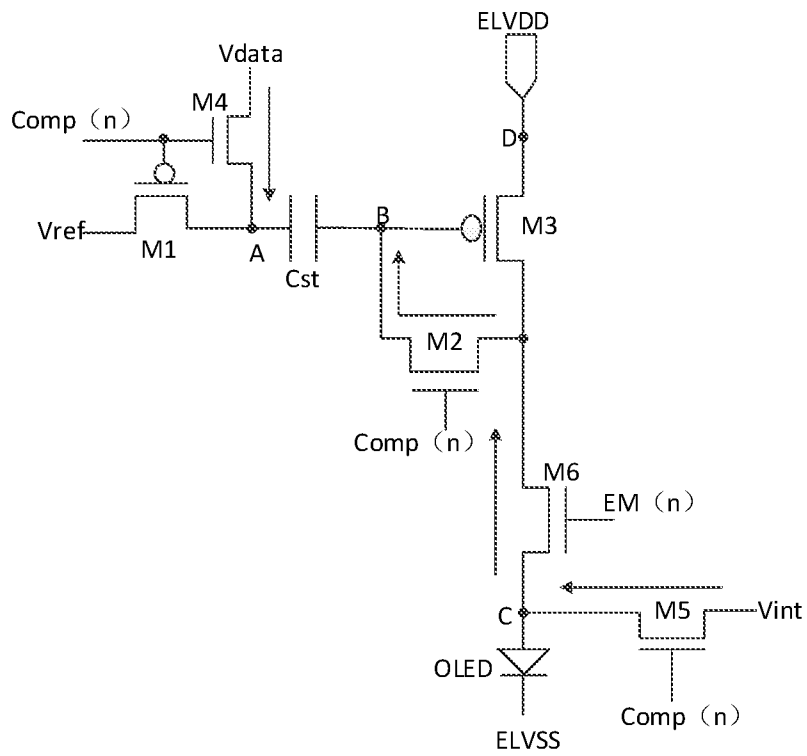 ELVDD
Vdata
M4
Comp（n）
D
B
M3
Vref
M1
A
Cst
M2
Comp（n）
M6
EM（n）
C
M5
Vint
OLED
Comp（n）
ELVSS